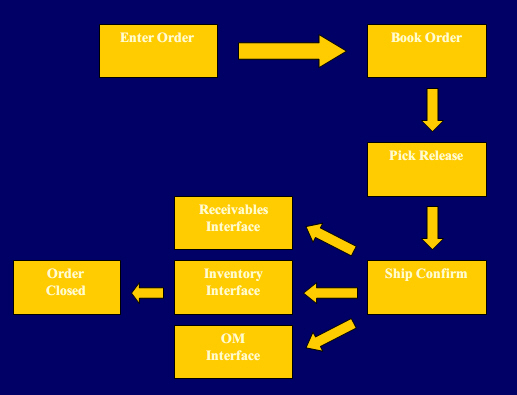 Enter Order
Book Order
Pick Release
Receivables
Interface
Order
Closed
Inventory
Interface
Ship Confirm
OM
Interface